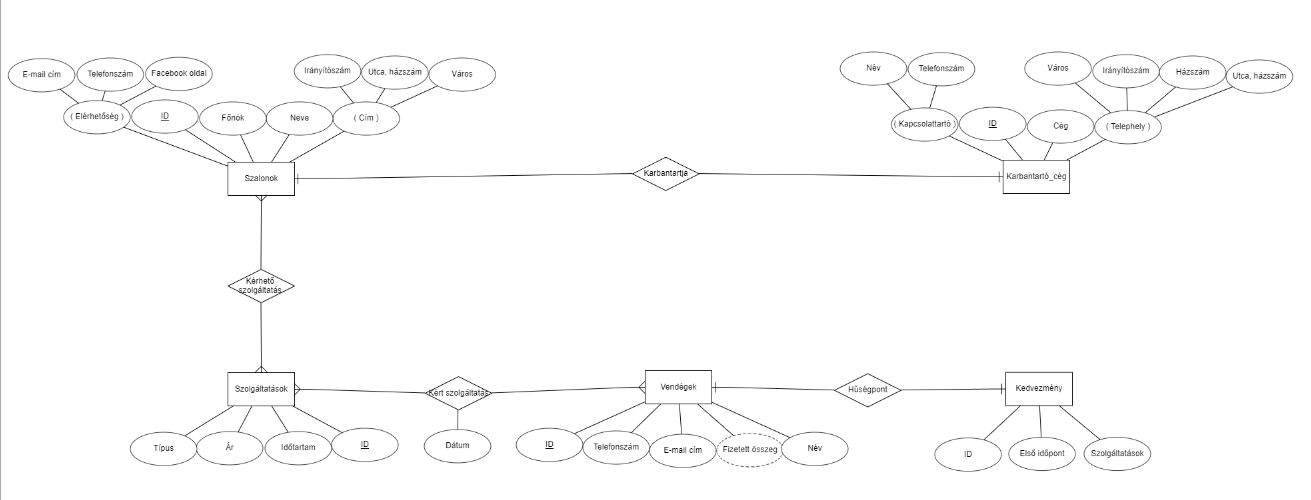 E-mail cím
Telefonszám
Facebook oldal
Irányítószám
Utca, házszám
Város
Név
Telefonszám
Város
Irányítószám
Házszám
Utca, házszám
( Elérhetőség )
ID
Főnök
Neve
( Cím )
( Kapcsolattartó )
ID
Cég
( Telephely )
Szalonok
Karbantartja
Karbantartó_cég
Kérhető
szolgáltatás
Szolgáltatások
Kért szolgáltatás
Vendégek
Hűségpont
Kedvezmény
Típus
Ár
Időtartam
ID
Dátum
ID
Telefonszám
E-mail cím
Fizetett összeg
Név
ID
Első időpont
Szolgáltatások